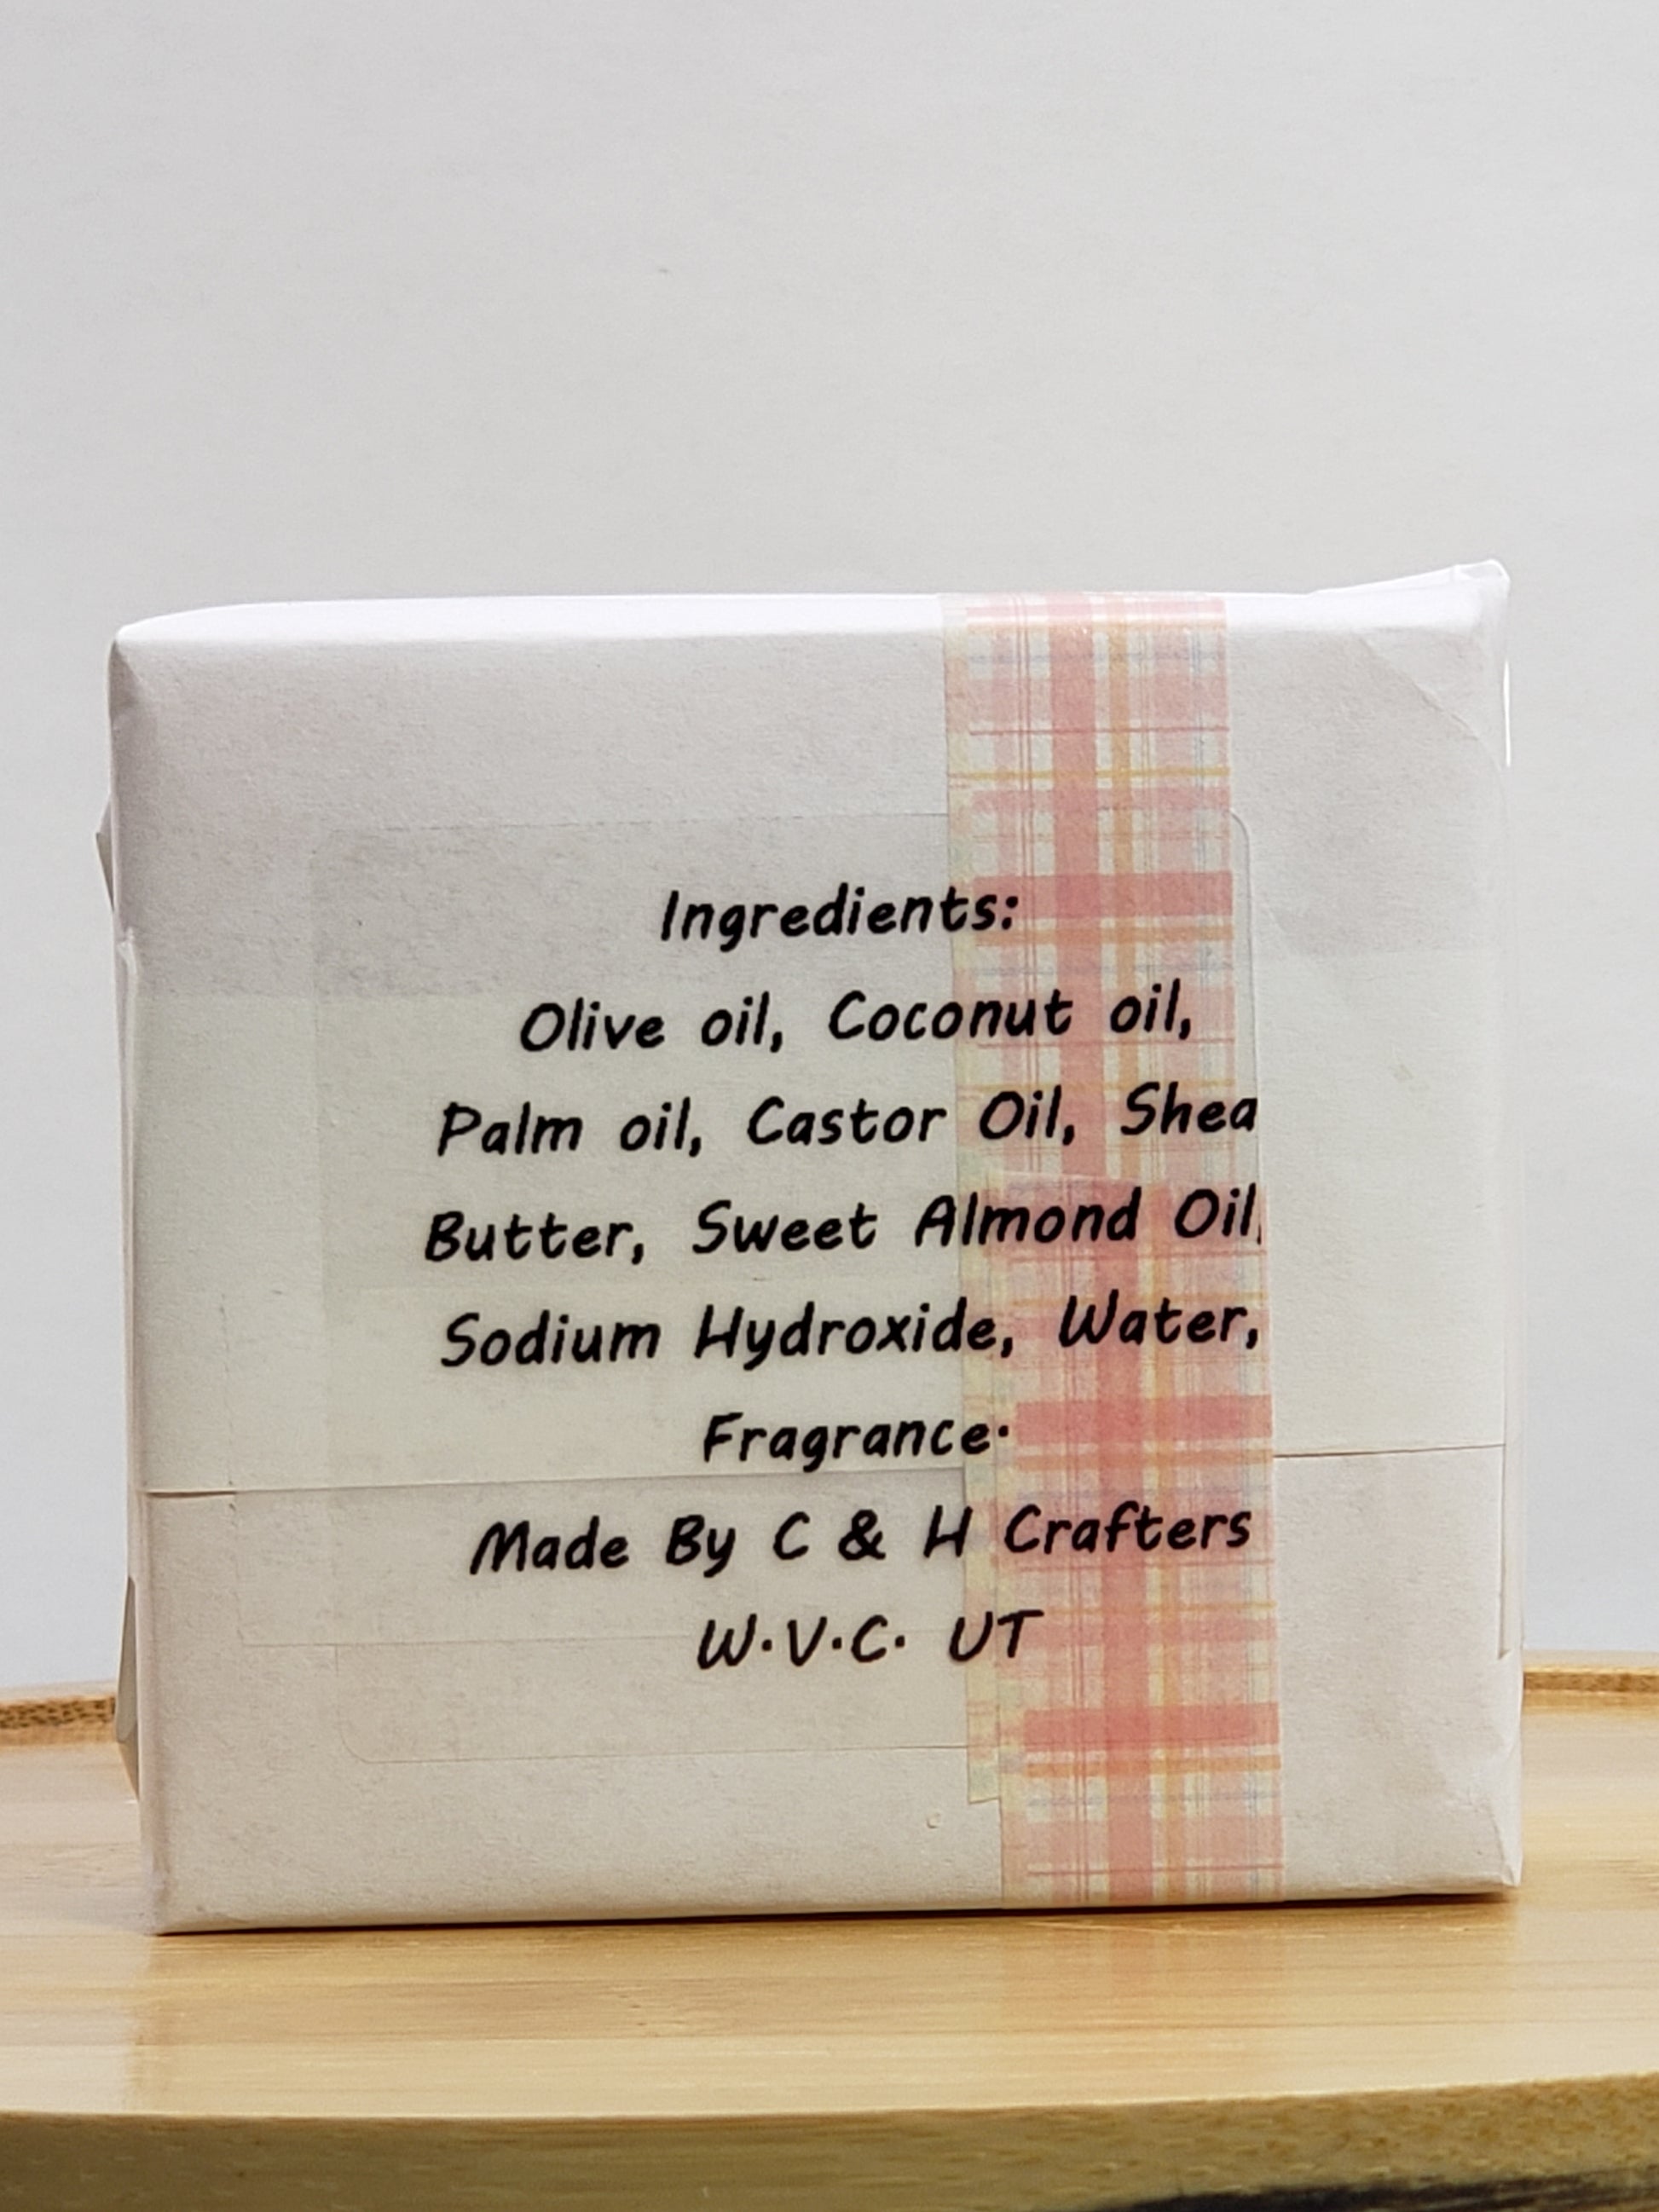 Ingredients:
Olive oil, Coconut oil,
Palm oil, Castor Oil, Shea
Butter, Sweet Almond Oil,
Sodium Hydroxide, Water,
Fragrance.
Made By C & H Crafters
W.V.C. UT